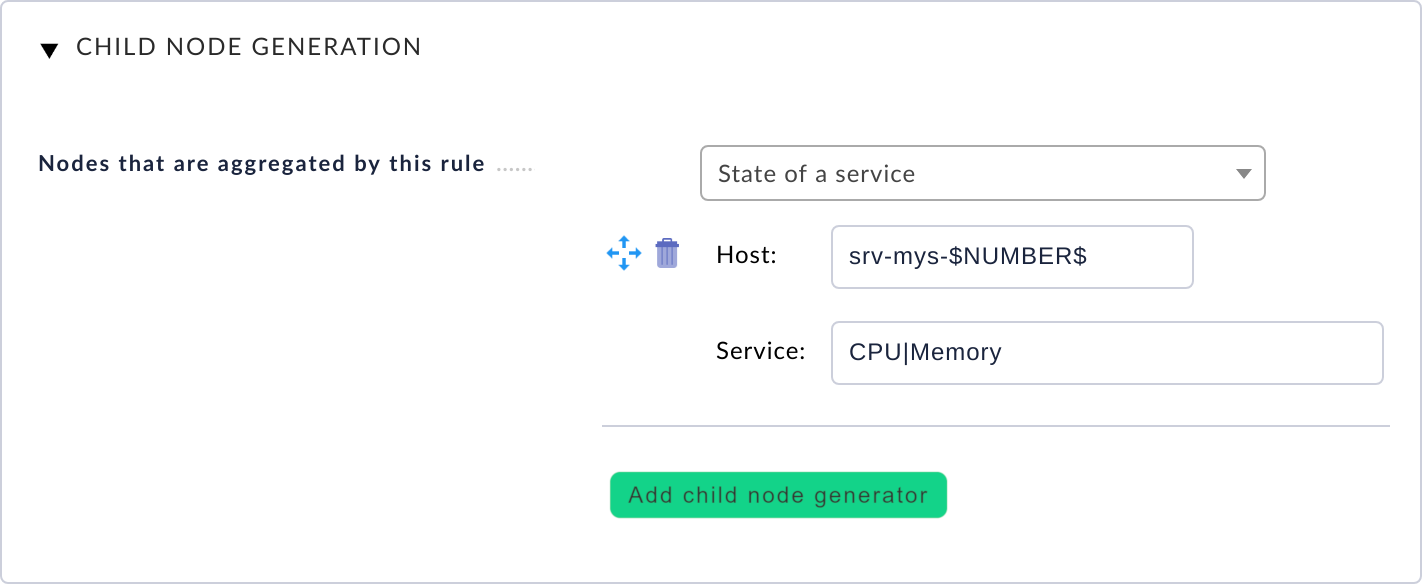 CHILD NODE GENERATION
Nodes that are aggregated by this rule ......
State of a service
Host:
srv-mys-$NUMBER$
Service:
CPU|Memory
Add child node generator